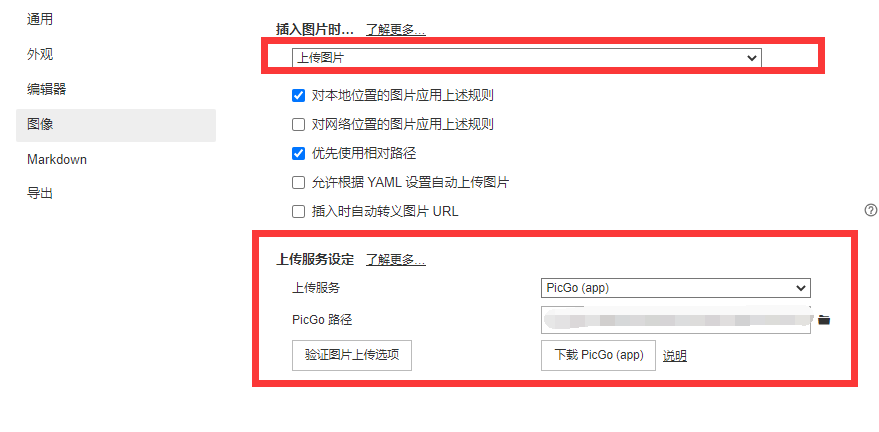 通用
外观
编辑器
图像
Markdown
导出
插入图片时... 了解更多...
上传图片
对本地位置的图片应用上述规则
对网络位置的图片应用上述规则
优先使用相对路径
允许根据 YAML 设置自动上传图片
插入时自动转义图片 URL
上传服务设定 了解更多...
上传服务 PicGo (app)
PicGo 路径
验证图片上传选项 下载 PicGo (app) 说明